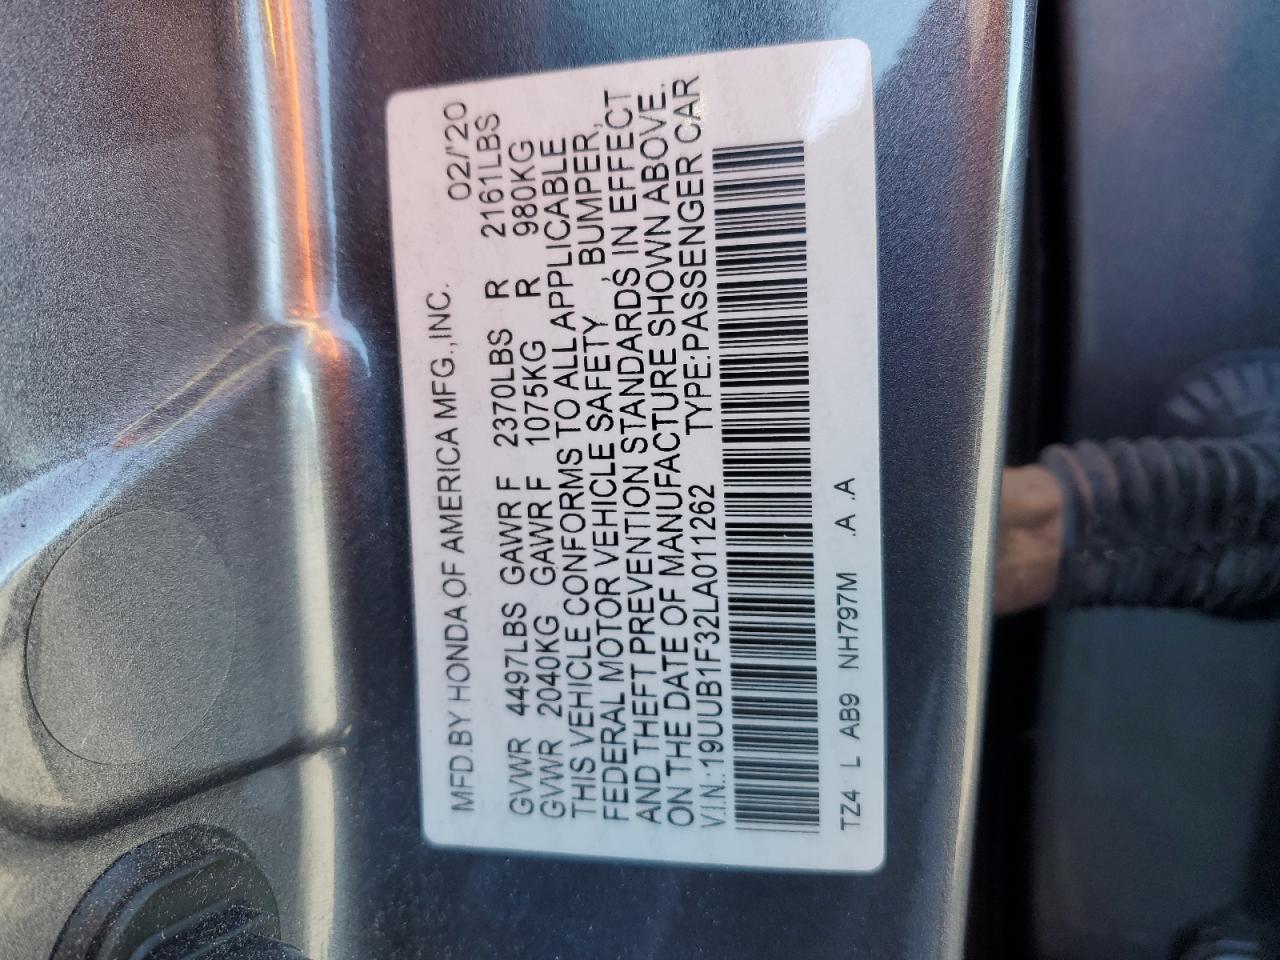 MFD.BY HONDA OF AMERICA MFG.,INC. 02/'20
GVWR 4497LBS GAWR F 2370LBS R 2161LBS
GVWR 2040KG GAWR F 1075KG R 980KG
THIS VEHICLE CONFORMS TO ALL APPLICABLE
FEDERAL MOTOR VEHICLE SAFETY, BUMPER,
AND THEFT PREVENTION STANDARDS IN EFFECT
ON THE DATE OF MANUFACTURE SHOWN ABOVE.
V.I.N.:19UUB1F32LA011262 TYPE:PASSENGER CAR
TZ4 L AB9 NH797M .A .A